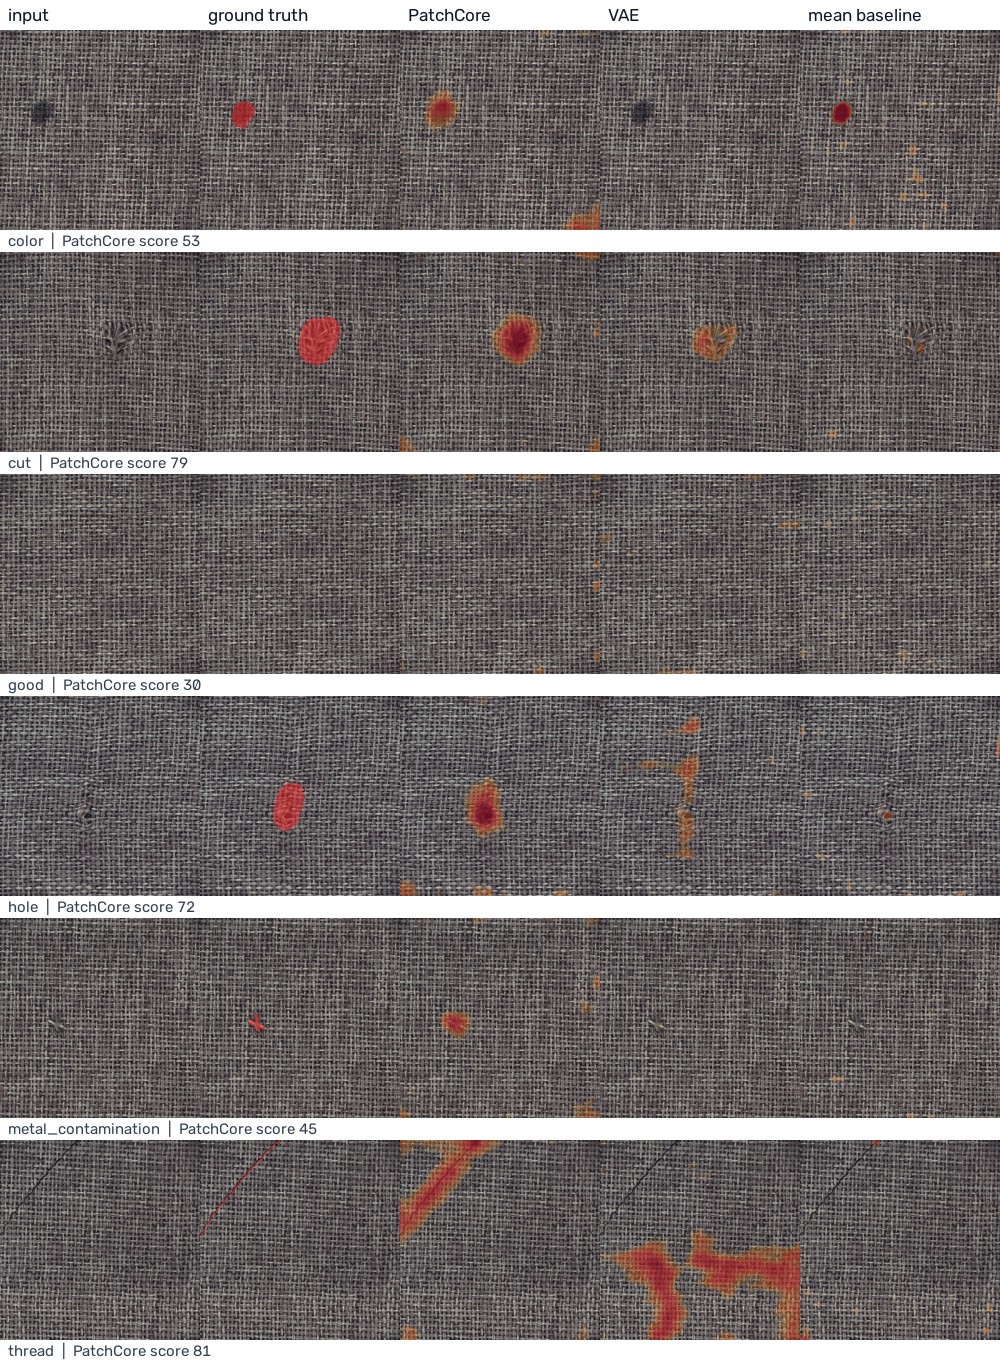 input ground truth PatchCore VAE mean baseline
color | PatchCore score 53
cut | PatchCore score 79
good | PatchCore score 30
hole | PatchCore score 72
metal_contamination | PatchCore score 45
thread | PatchCore score 81